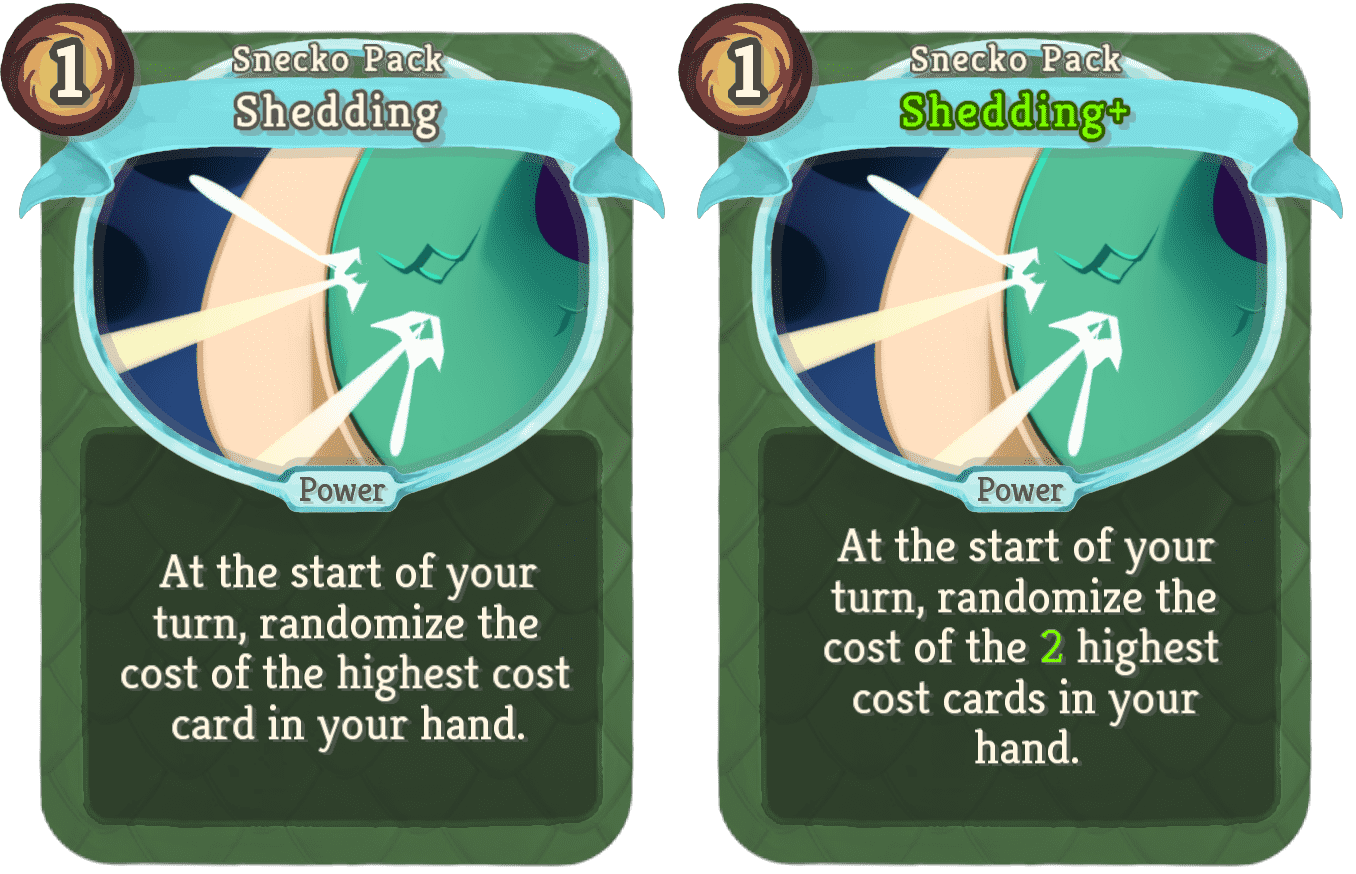 1
Snecko Pack
Shedding
Power
At the start of your
turn, randomize the
cost of the highest cost
card in your hand.
1
Snecko Pack
Shedding+
Power
At the start of your
turn, randomize the
cost of the 2 highest
cost cards in your
hand.